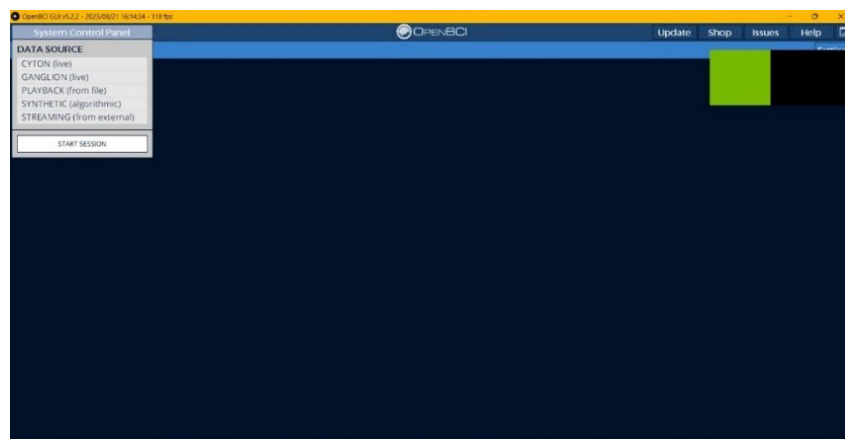 OpenBCI GUI v5.2.2 - 2023/08/21 16:14:34 - 118 fps
System Control Panel
OPENBCI
Update Shop Issues Help
DATA SOURCE
CYTON (live)
GANGLION (live)
PLAYBACK (from file)
SYNTHETIC (algorithmic)
STREAMING (from external)
START SESSION